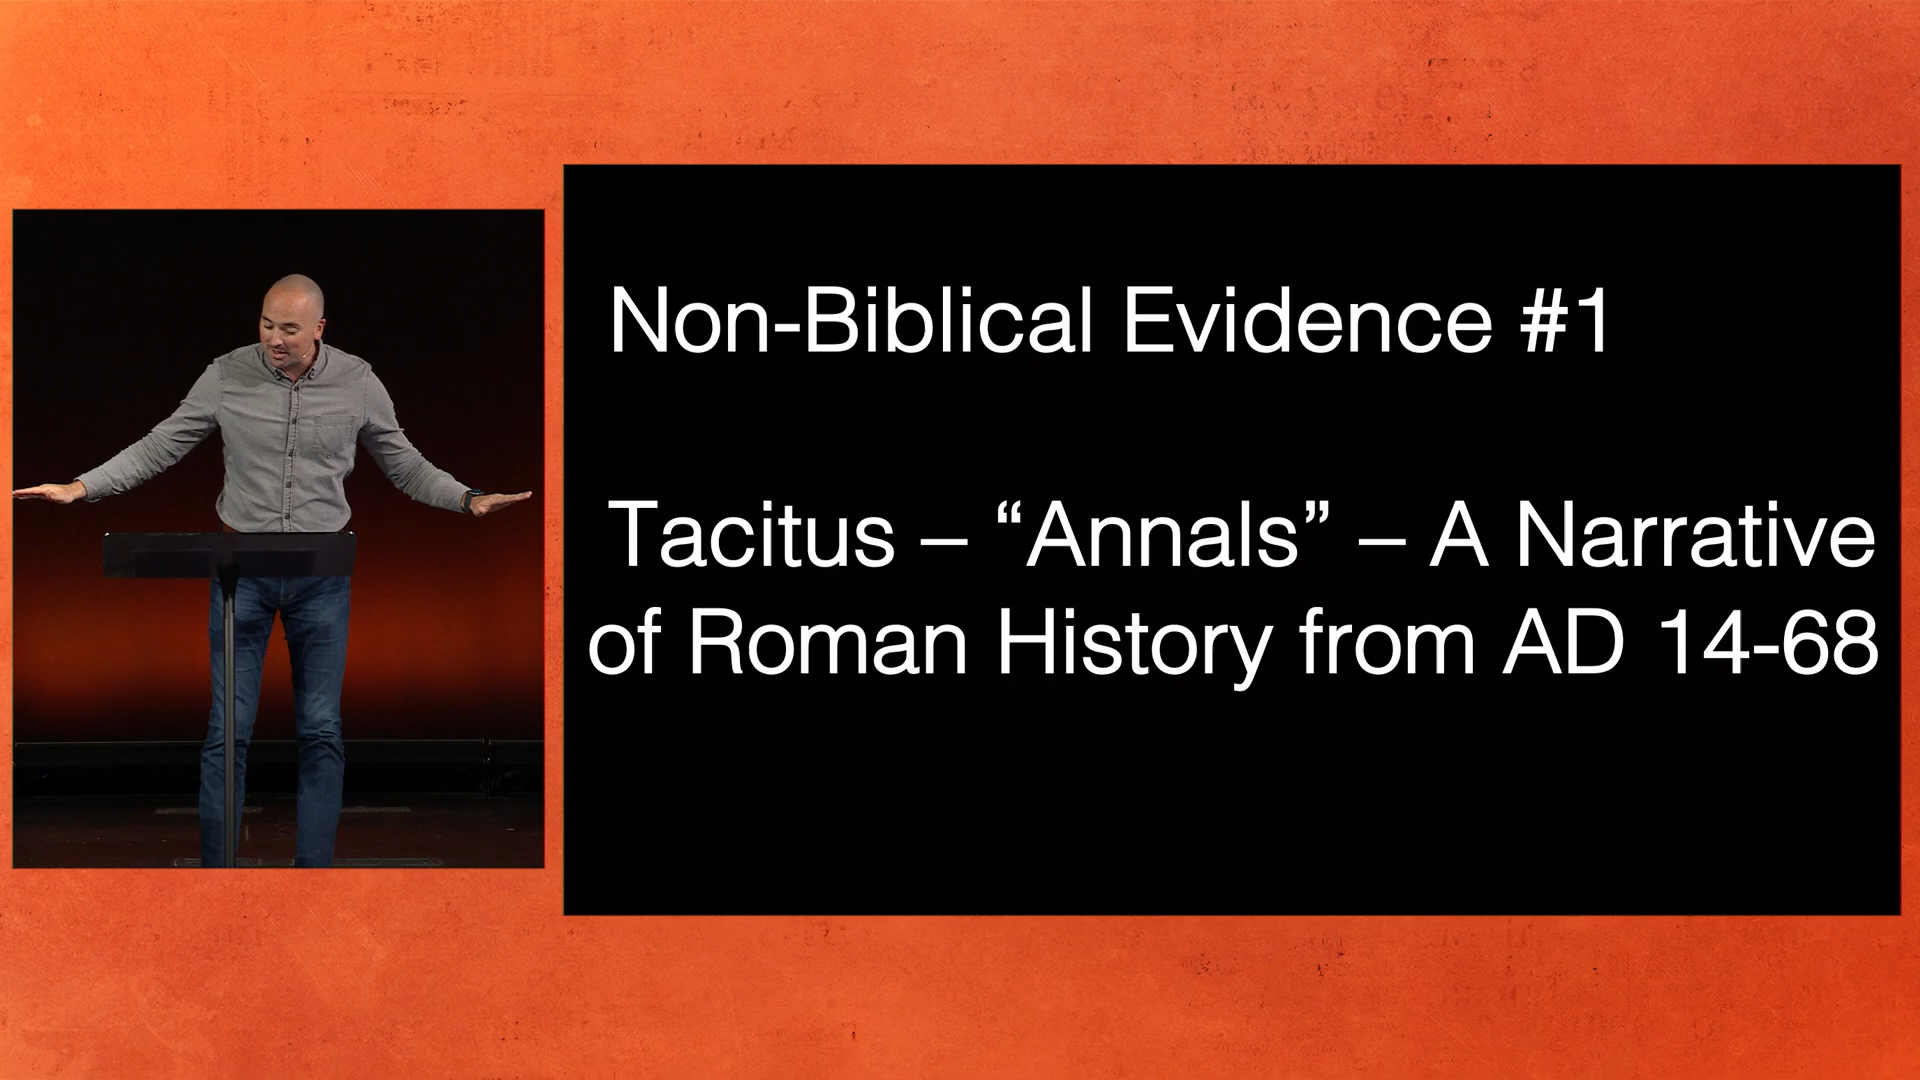 Non-Biblical Evidence #1
Tacitus – “Annals” – A Narrative
of Roman History from AD 14-68